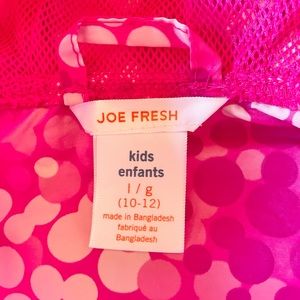 JOE FRESH
kids
enfants
l / g
(10-12)
made in Bangladesh
fabriqué au
Bangladesh